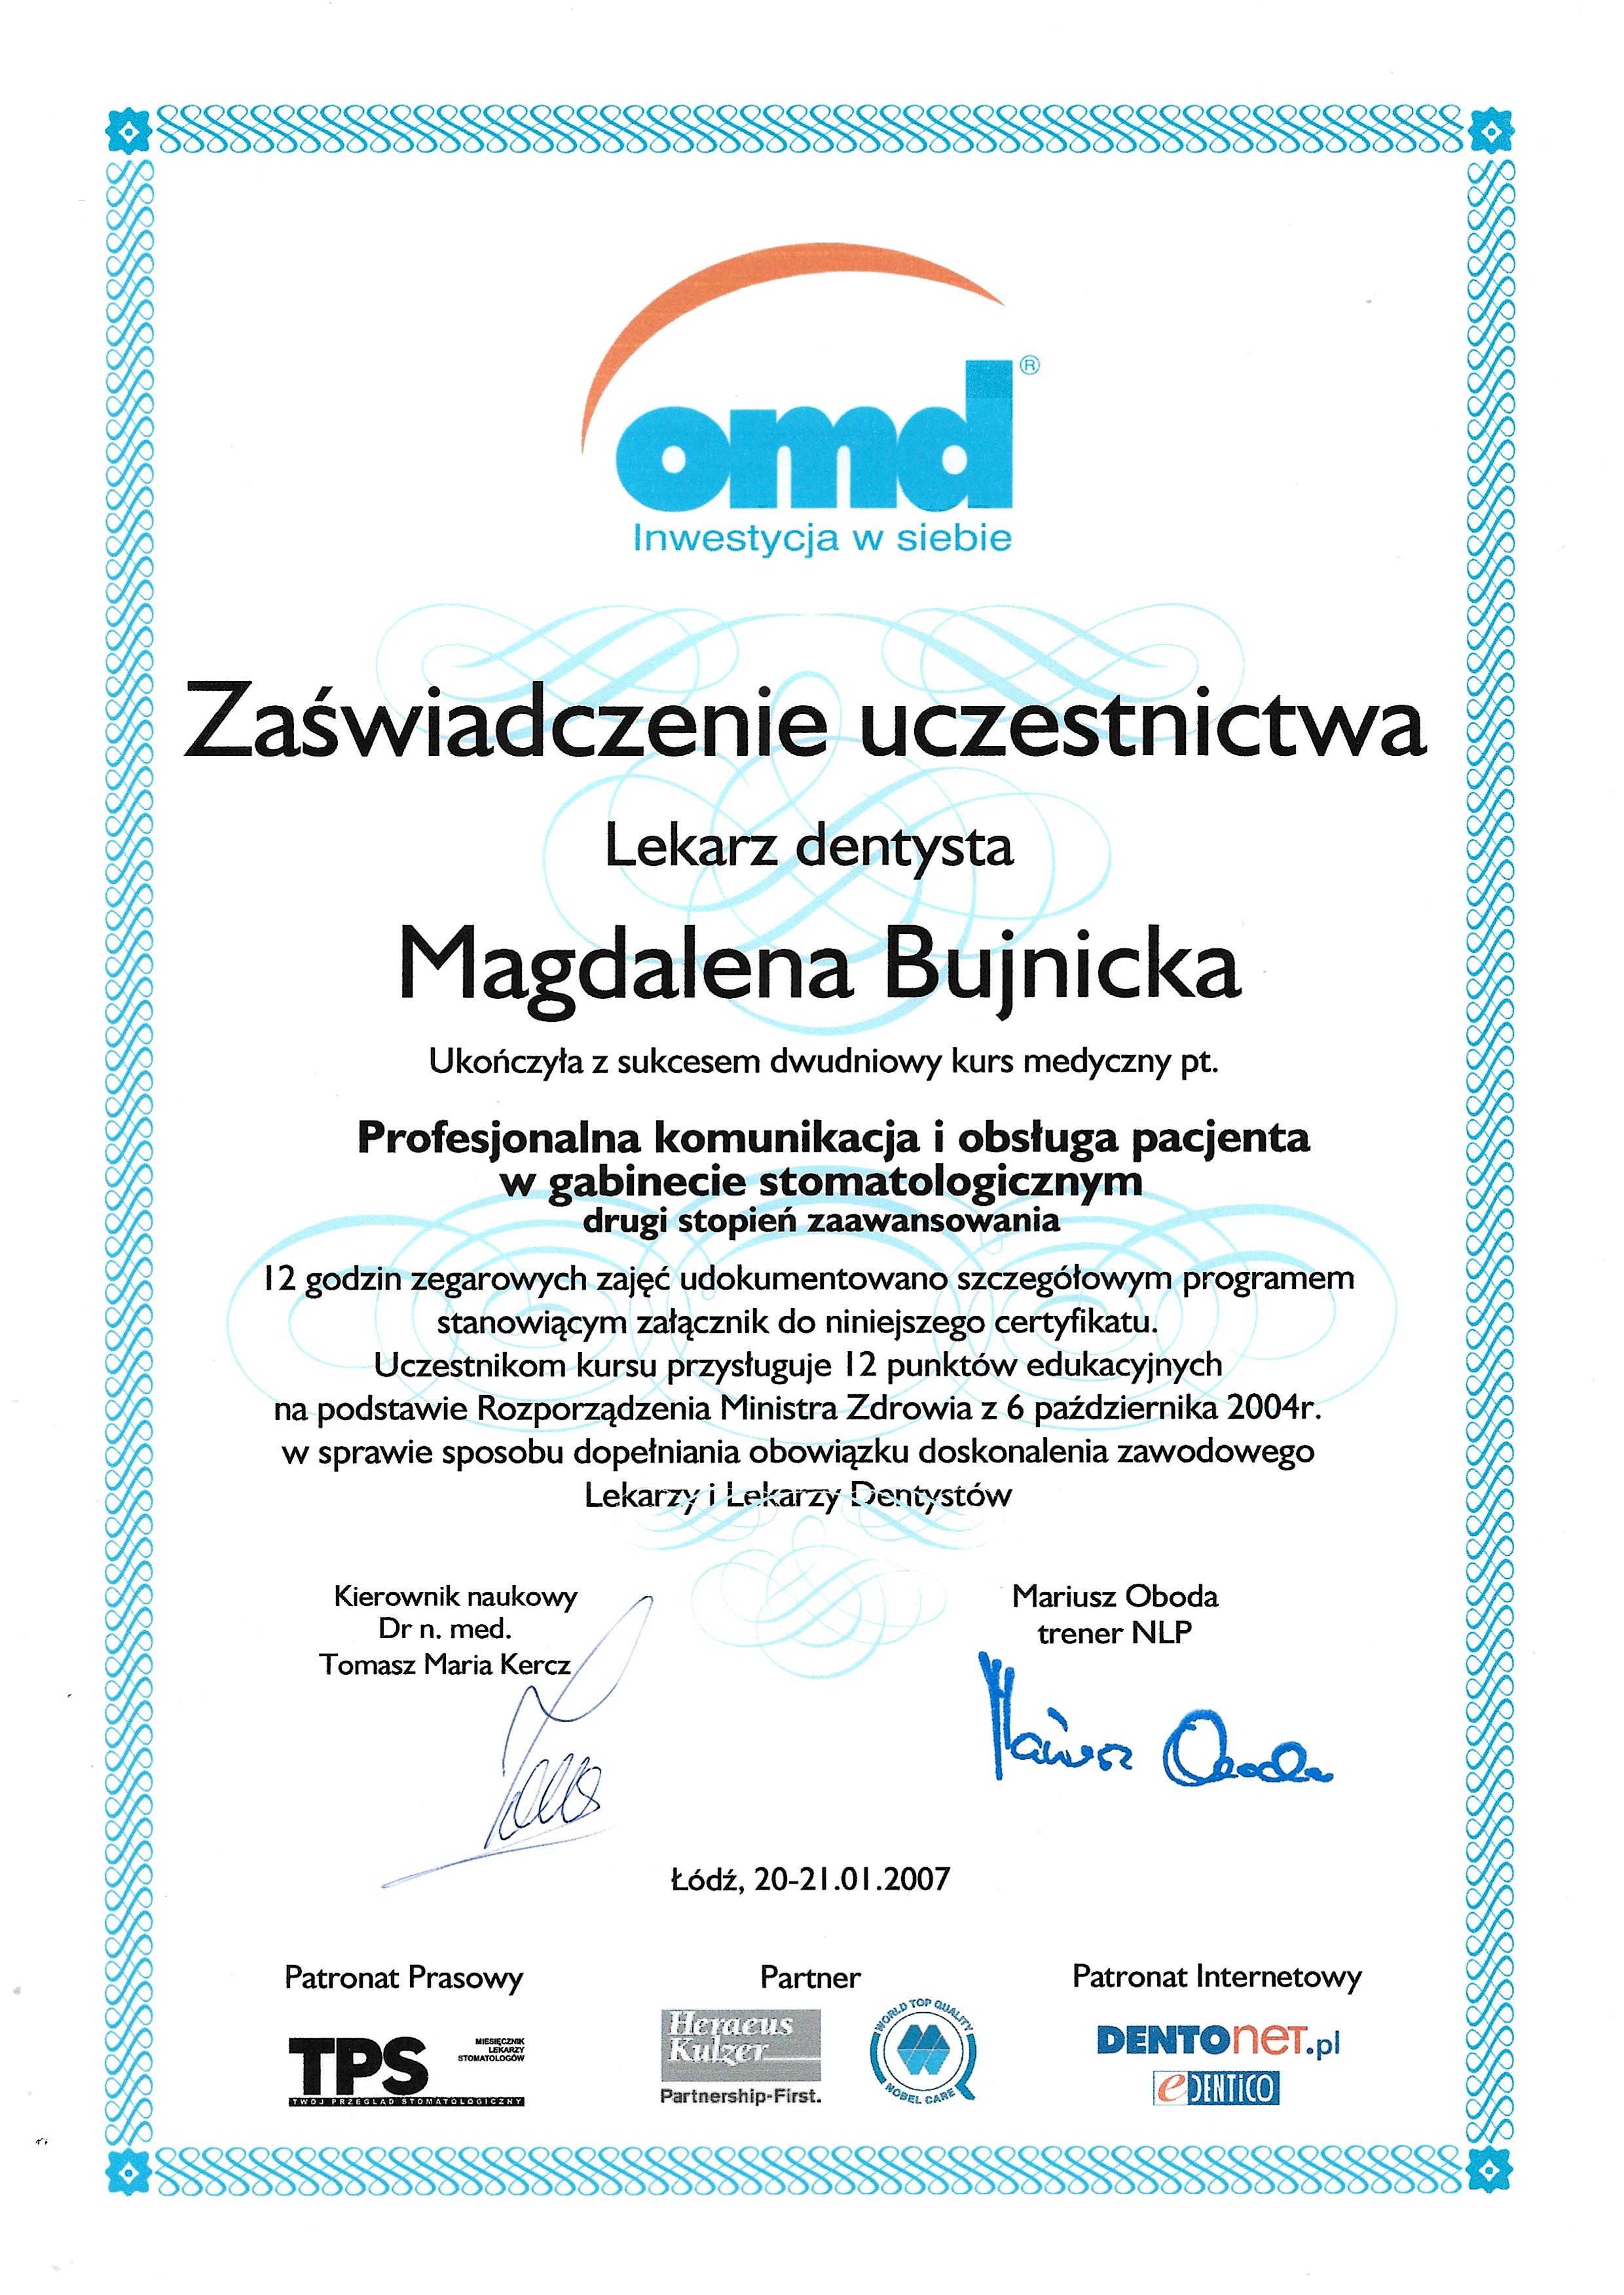 omd®
Inwestycja w siebie
Zaświadczenie uczestnictwa
Lekarz dentysta
Magdalena Bujnicka
Ukończyła z sukcesem dwudniowy kurs medyczny pt.
Profesjonalna komunikacja i obsługa pacjenta
w gabinecie stomatologicznym
drugi stopień zaawansowania
12 godzin zegarowych zajęć udokumentowano szczegółowym programem
stanowiącym załącznik do niniejszego certyfikatu.
Uczestnikom kursu przysługuje 12 punktów edukacyjnych
na podstawie Rozporządzenia Ministra Zdrowia z 6 października 2004r.
w sprawie sposobu dopełniania obowiązku doskonalenia zawodowego
Lekarzy i Lekarzy Dentystów
Kierownik naukowy
Dr n. med.
Tomasz Maria Kercz
Mariusz Oboda
trener NLP
Mariusz Oboda
Łódź, 20-21.01.2007
Patronat Prasowy
TPS
MIESIĘCZNIK
LEKARZY
STOMATOLOGÓW
TWÓJ PRZEGLĄD STOMATOLOGICZNY
Partner
Heraeus
Kulzer
Partnership-First.
WORLD TOP QUALITY
NOBEL CARE
Patronat Internetowy
DENTOneT.pl
eDENTiCO